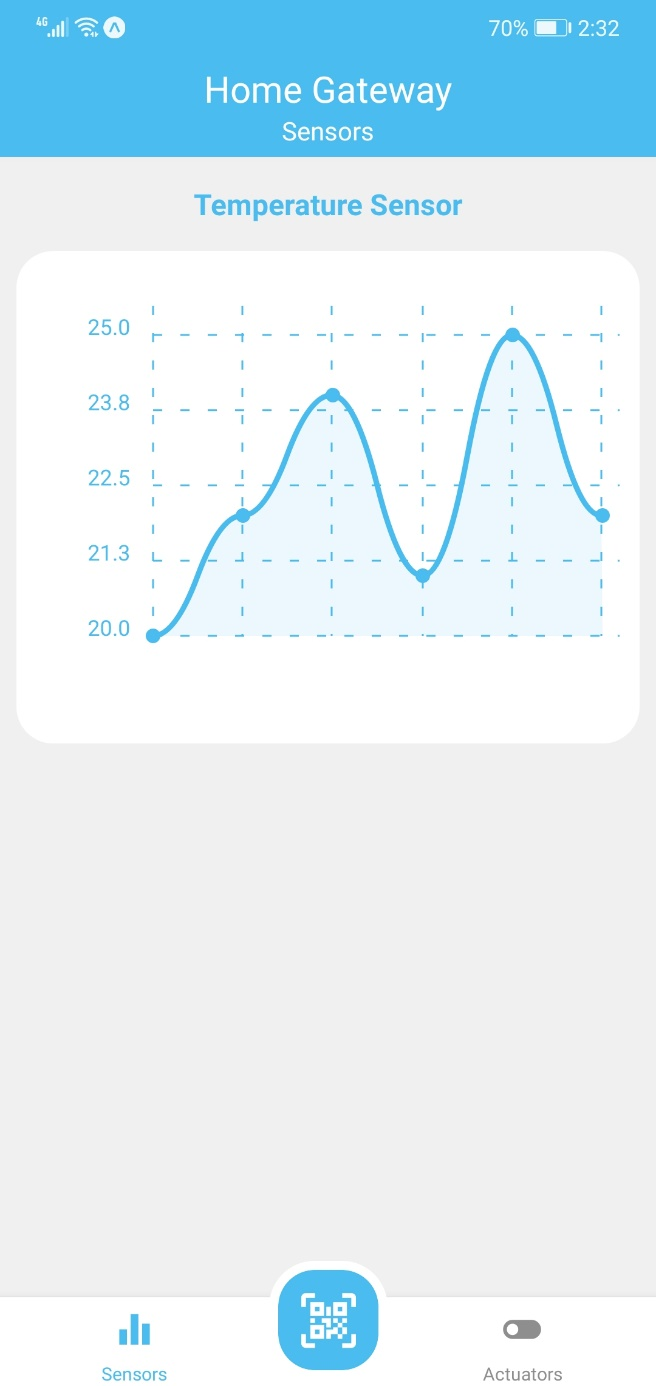 4G 70% 2:32
Home Gateway
Sensors
Temperature Sensor
25.0
23.8
22.5
21.3
20.0
Sensors Actuators